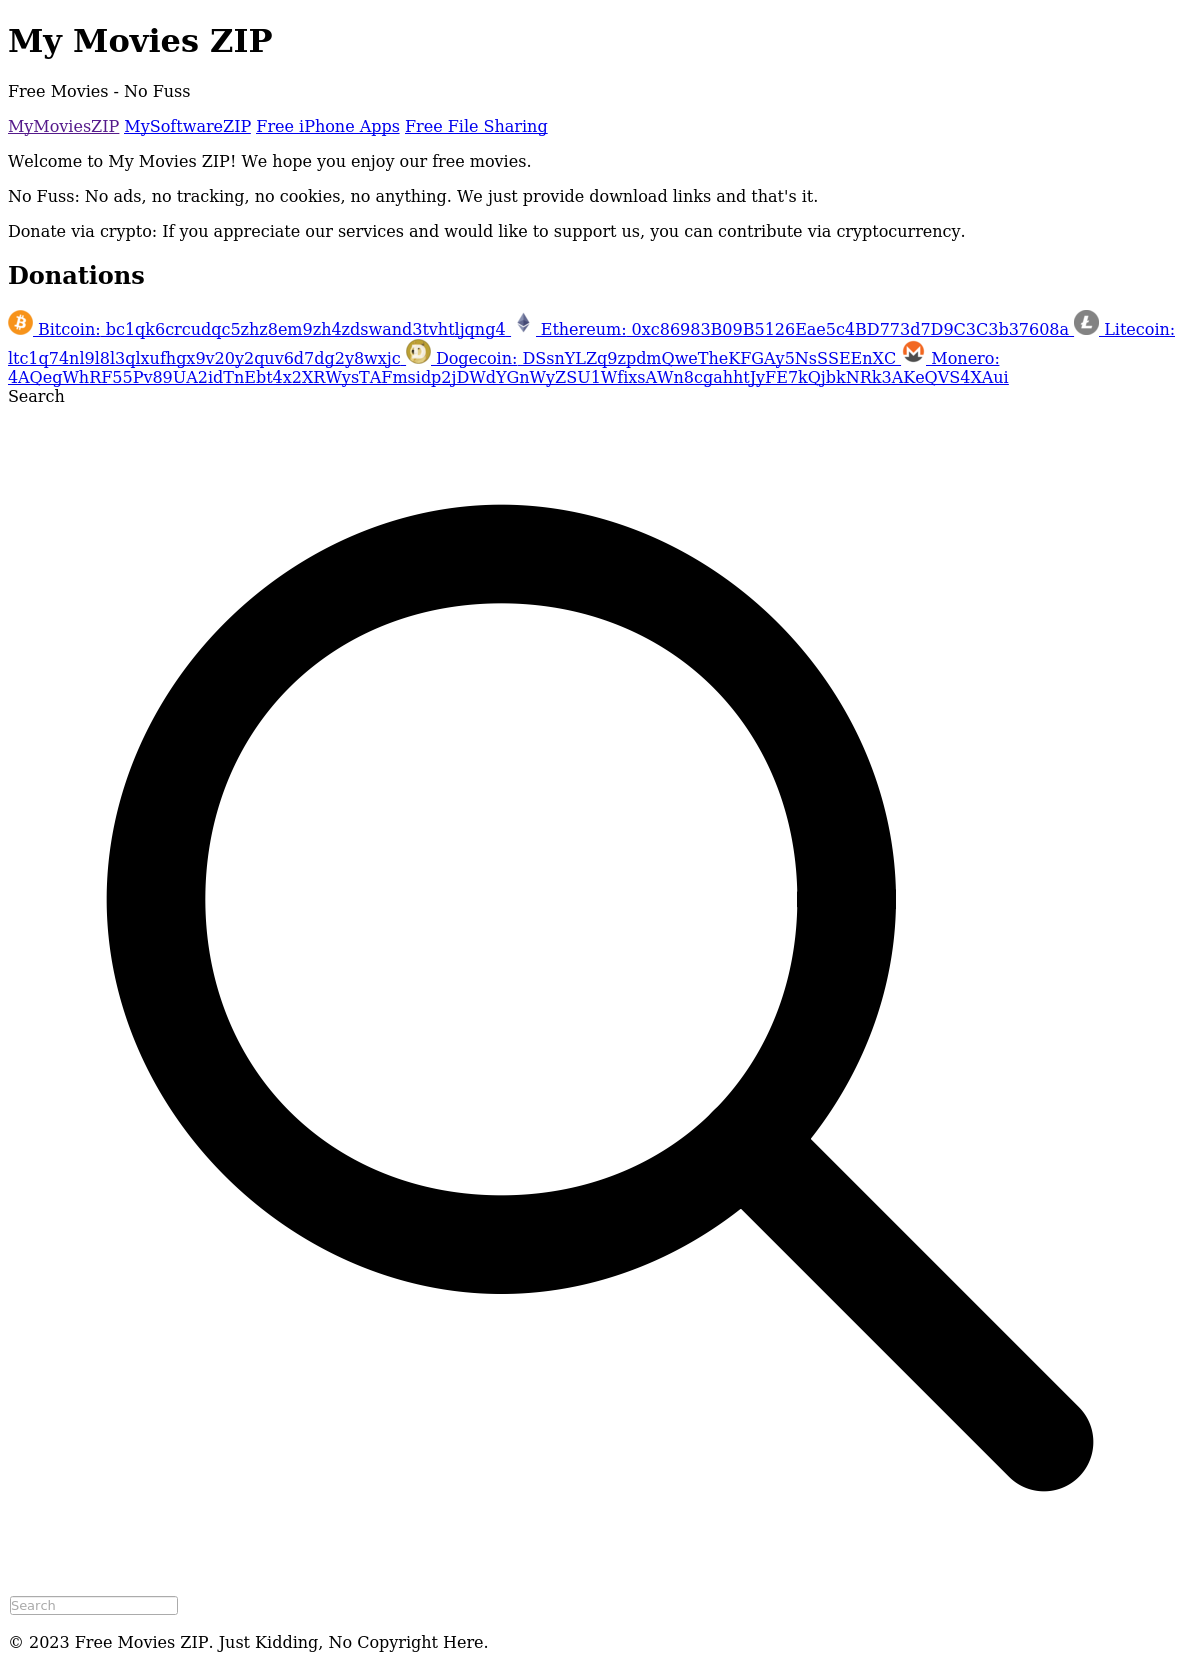 My Movies ZIP
Free Movies - No Fuss
MyMoviesZIP MySoftwareZIP Free iPhone Apps Free File Sharing
Welcome to My Movies ZIP! We hope you enjoy our free movies.
No Fuss: No ads, no tracking, no cookies, no anything. We just provide download links and that's it.
Donate via crypto: If you appreciate our services and would like to support us, you can contribute via cryptocurrency.
Donations
Bitcoin: bc1qk6crcudqc5zhz8em9zh4zdswand3tvhtljqng4 Ethereum: 0xc86983B09B5126Eae5c4BD773d7D9C3C3b37608a Litecoin:
ltc1q74nl9l8l3qlxufhgx9v20y2quv6d7dg2y8wxjc Dogecoin: DSsnYLZq9zpdmQweTheKFGAy5NsSSEEnXC Monero:
4AQegWhRF55Pv89UA2idTnEbt4x2XRWysTAFmsidp2jDWdYGnWyZSU1WfixsAWn8cgahhtJyFE7kQjbkNRk3AKeQVS4XAui
Search
Search
© 2023 Free Movies ZIP. Just Kidding, No Copyright Here.